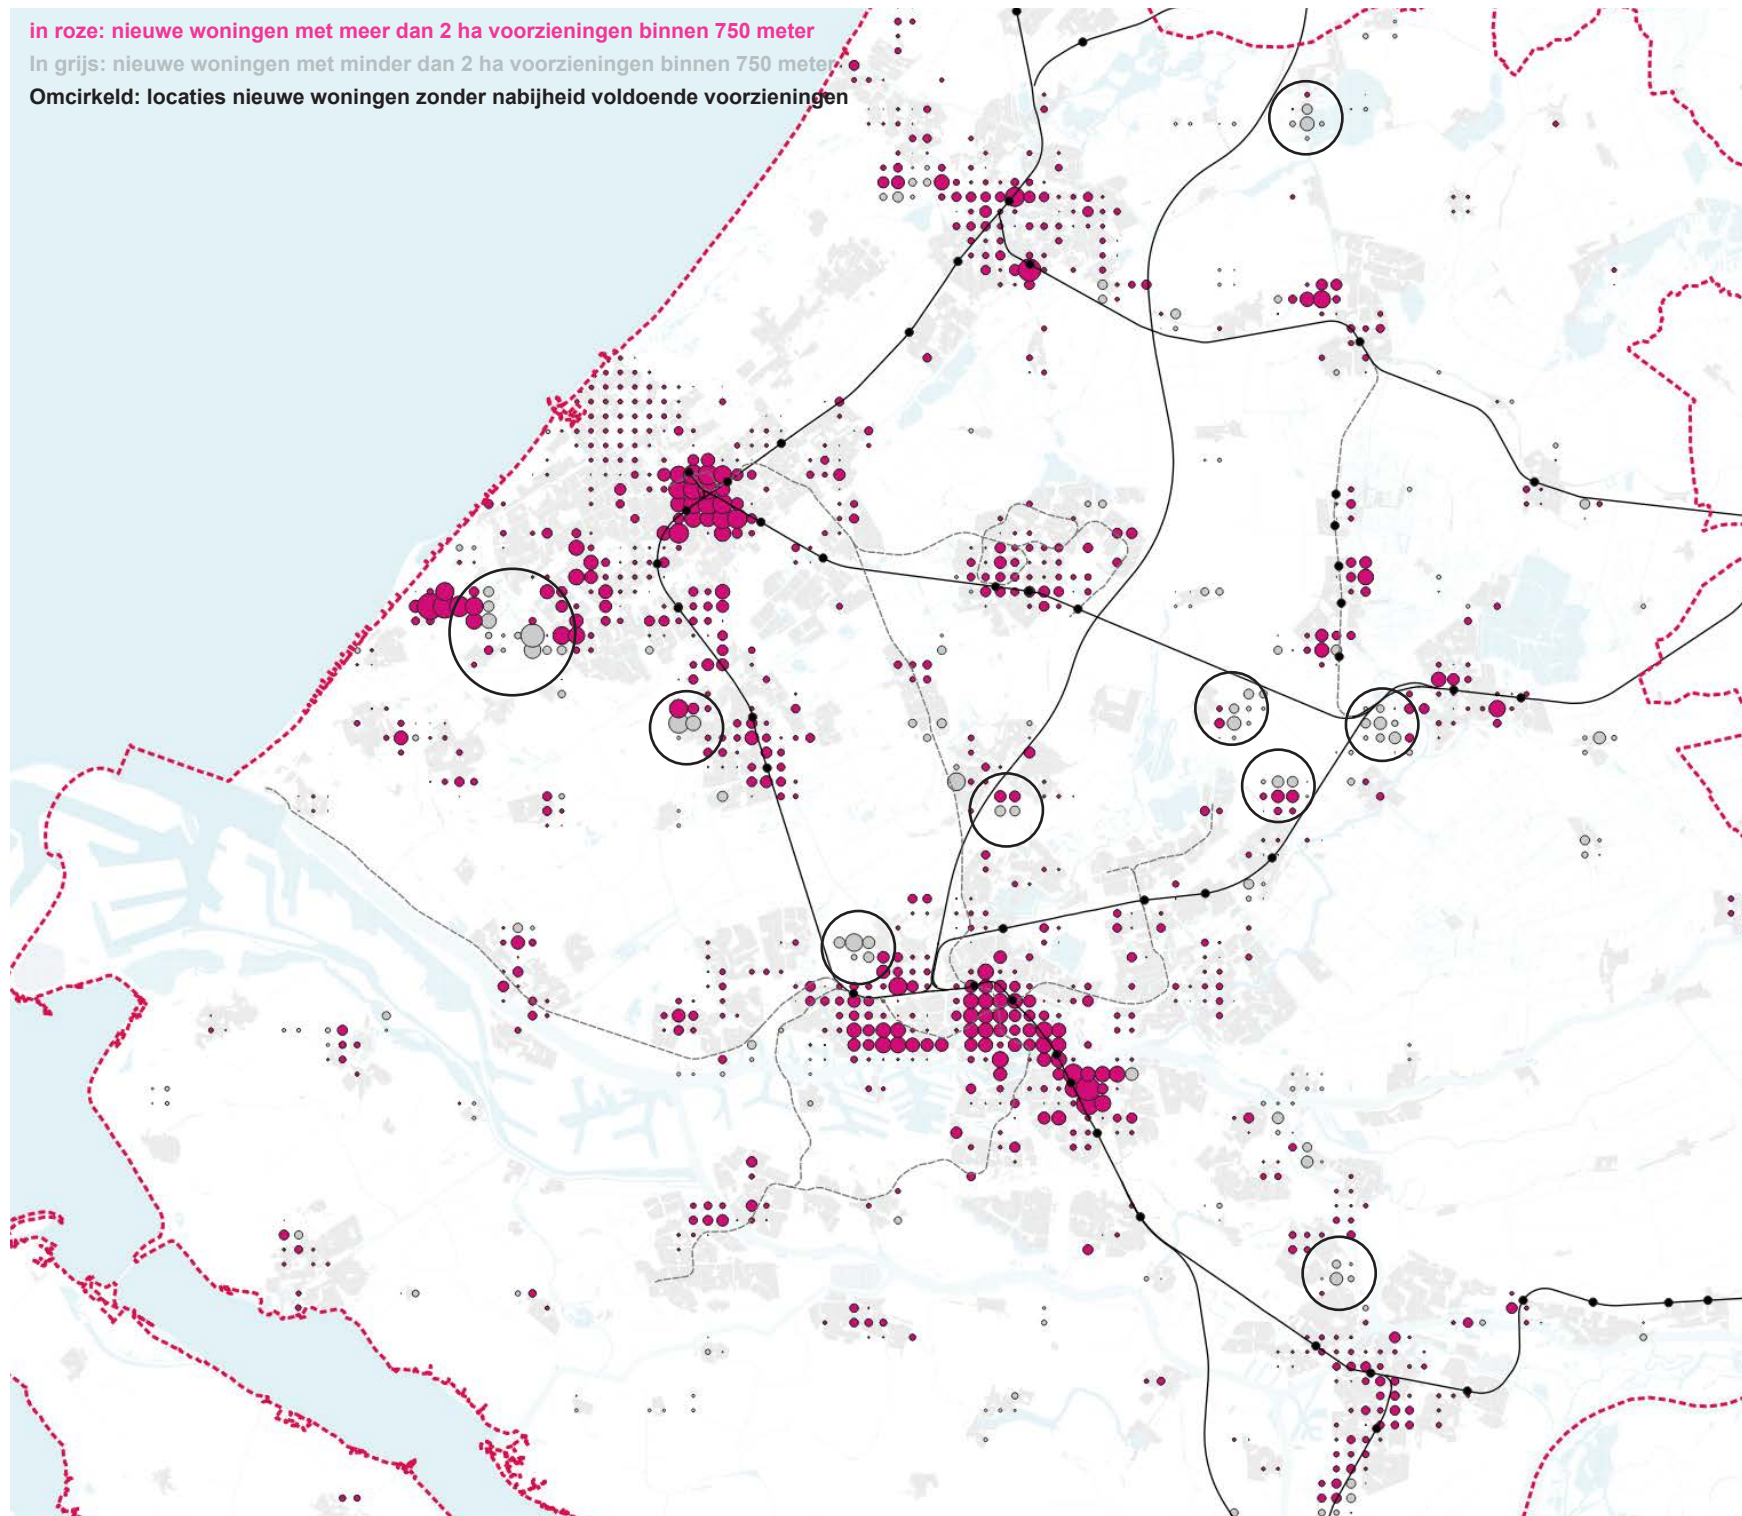 in roze: nieuwe woningen met meer dan 2 ha voorzieningen binnen 750 meter
In grijs: nieuwe woningen met minder dan 2 ha voorzieningen binnen 750 meter
Omcirkeld: locaties nieuwe woningen zonder nabijheid voldoende voorzieningen